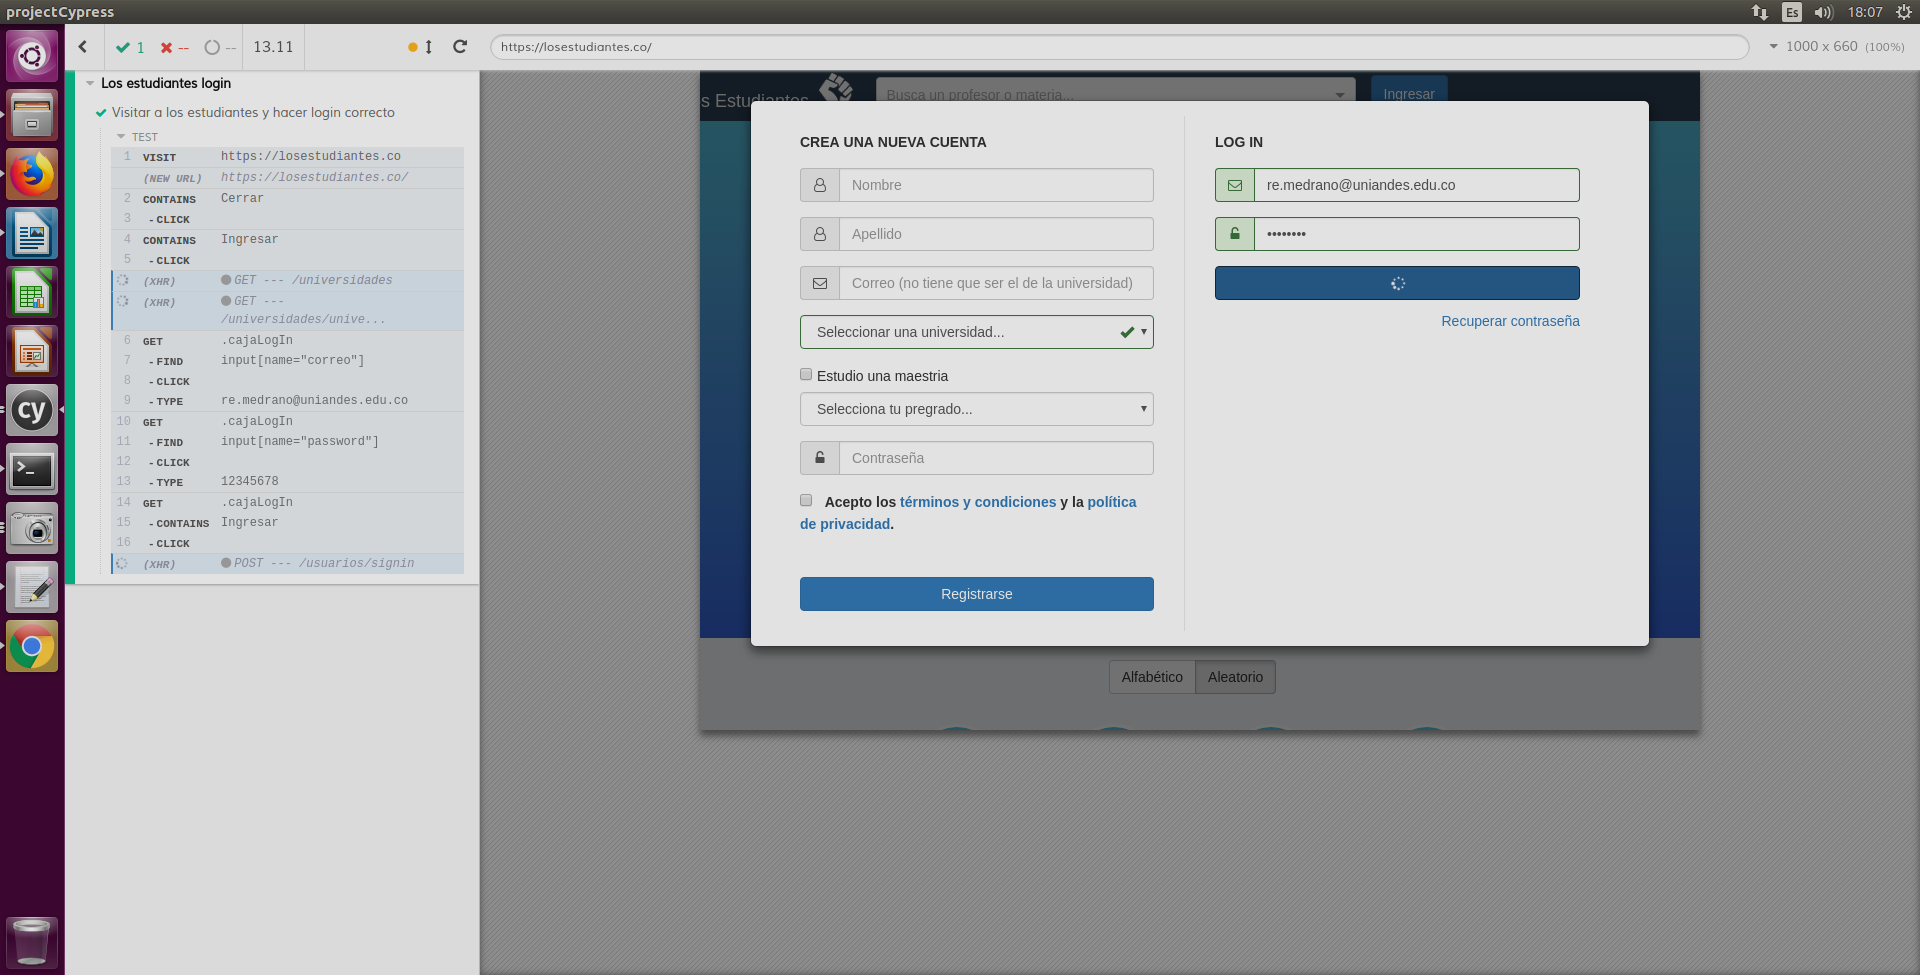 projectCypress
Es
18:07
1
--
--
13.11
https://losestudiantes.co/
1000 x 660 (100%)
Los estudiantes login
Visitar a los estudiantes y hacer login correcto
TEST
1 VISIT https://losestudiantes.co
(NEW URL) https://losestudiantes.co/
2 CONTAINS Cerrar
3 - CLICK
4 CONTAINS Ingresar
5 - CLICK
(XHR) GET --- /universidades
(XHR) GET ---
/universidades/unive...
6 GET .cajaLogIn
7 - FIND input[name="correo"]
8 - CLICK
9 - TYPE re.medrano@uniandes.edu.co
10 GET .cajaLogIn
11 - FIND input[name="password"]
12 - CLICK
13 - TYPE 12345678
14 GET .cajaLogIn
15 - CONTAINS Ingresar
16 - CLICK
(XHR) POST --- /usuarios/signin
s Estudiantes
Busca un profesor o materia...
Ingresar
CREA UNA NUEVA CUENTA
Nombre
Apellido
Correo (no tiene que ser el de la universidad)
Seleccionar una universidad...
Estudio una maestria
Selecciona tu pregrado...
Contraseña
Acepto los términos y condiciones y la política
de privacidad.
Registrarse
LOG IN
re.medrano@uniandes.edu.co
••••••••
Recuperar contraseña
Alfabético
Aleatorio
cy